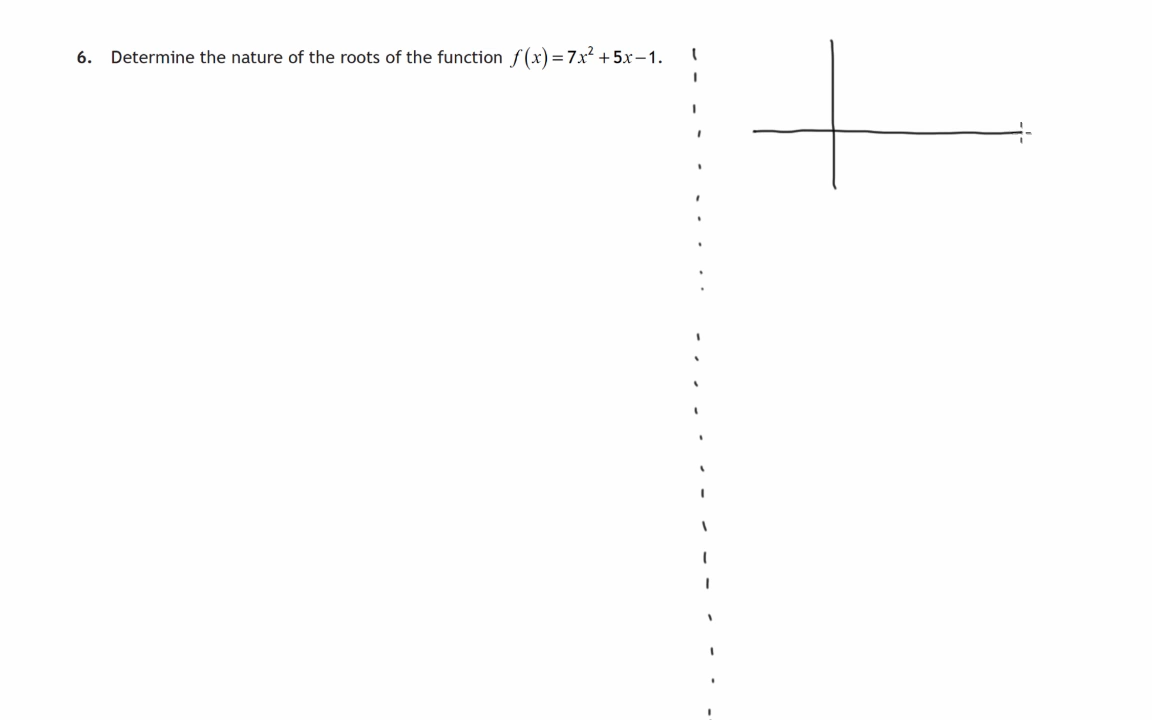 6. Determine the nature of the roots of the function f(x)=7x²+5x−1.